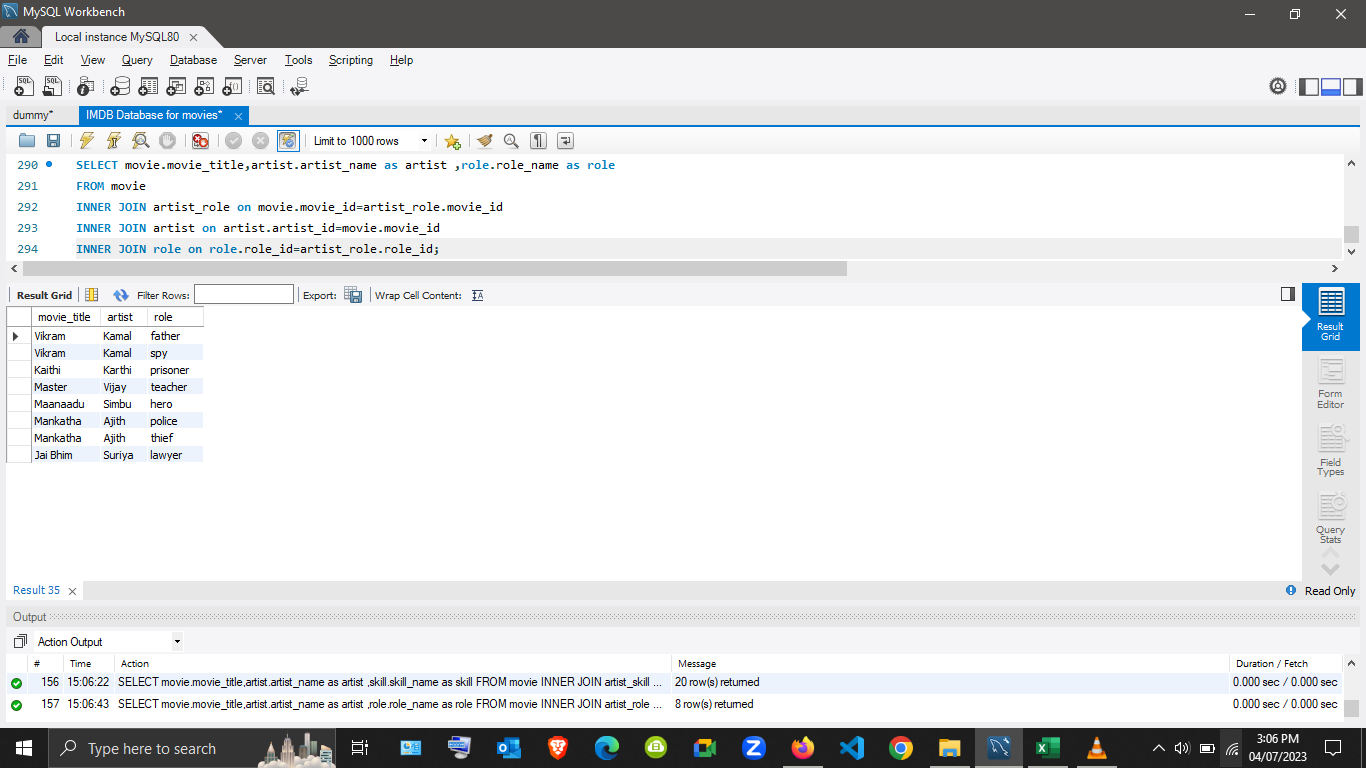 MySQL Workbench
Local instance MySQL80
File Edit View Query Database Server Tools Scripting Help
SQL SQL
dummy* IMDB Database for movies*
Limit to 1000 rows
290 SELECT movie.movie_title,artist.artist_name as artist ,role.role_name as role
291 FROM movie
292 INNER JOIN artist_role on movie.movie_id=artist_role.movie_id
293 INNER JOIN artist on artist.artist_id=movie.movie_id
294 INNER JOIN role on role.role_id=artist_role.role_id;
Result Grid Filter Rows: Export: Wrap Cell Content:
movie_title artist role
Vikram Kamal father
Vikram Kamal spy
Kaithi Karthi prisoner
Master Vijay teacher
Maanaadu Simbu hero
Mankatha Ajith police
Mankatha Ajith thief
Jai Bhim Suriya lawyer
Result
Grid
Form
Editor
Field
Types
Query
Stats
Result 35 Read Only
Output
Action Output
# Time Action Message Duration / Fetch
156 15:06:22 SELECT movie.movie_title,artist.artist_name as artist ,skill.skill_name as skill FROM movie INNER JOIN artist_skill ... 20 row(s) returned 0.000 sec / 0.000 sec
157 15:06:43 SELECT movie.movie_title,artist.artist_name as artist ,role.role_name as role FROM movie INNER JOIN artist_role ... 8 row(s) returned 0.000 sec / 0.000 sec
Type here to search
3:06 PM
04/07/2023